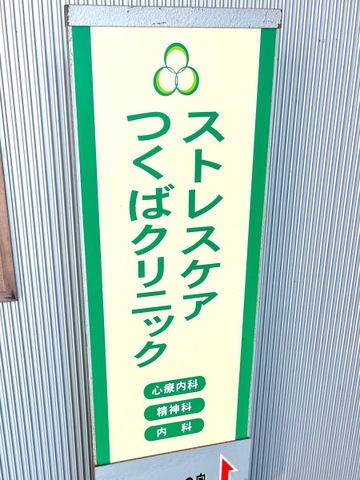 ストレスケア
つくばクリニック
心療内科
精神科
内科